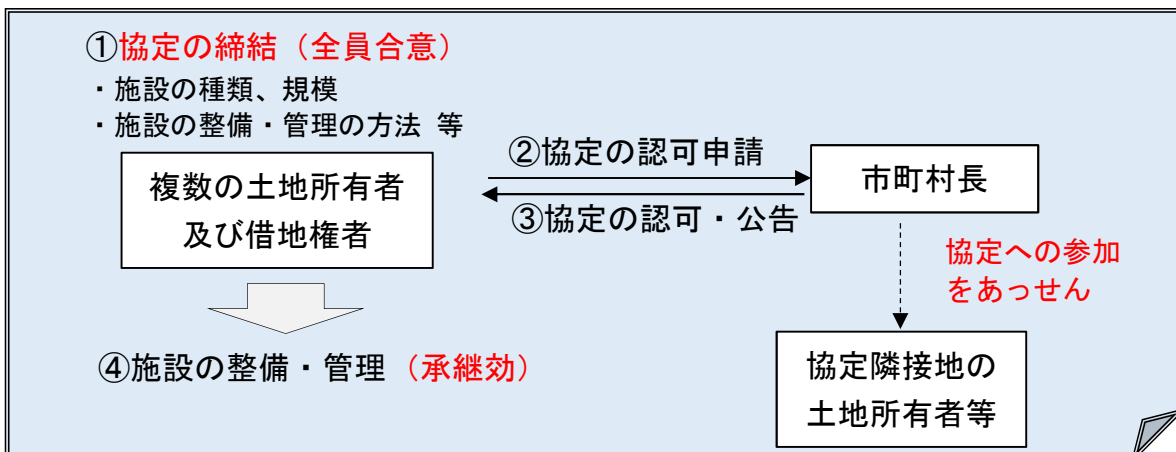 ①協定の締結（全員合意）
・施設の種類、規模
・施設の整備・管理の方法 等
複数の土地所有者
及び借地権者
②協定の認可申請
③協定の認可・公告
市町村長
協定への参加
をあっせん
④施設の整備・管理（承継効）
協定隣接地の
土地所有者等